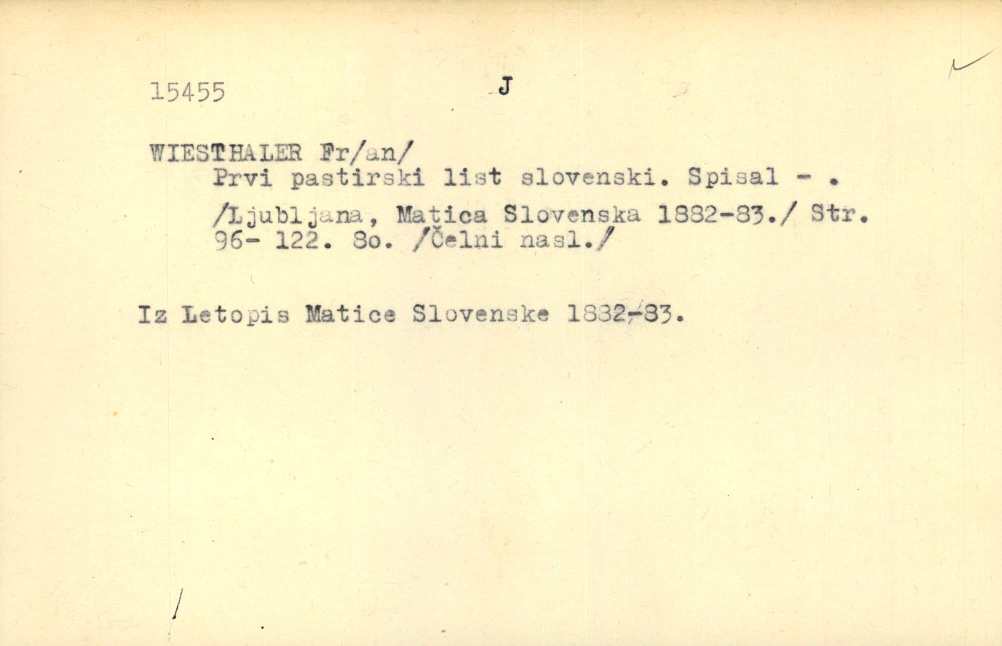 15455 J
WIESTHALER Fr/an/
Prvi pastirski list slovenski. Spisal - .
/Ljubljana, Matica Slovenska 1882-83./ Str.
96- 122. 8o. /Čelni nasl./
Iz Letopis Matice Slovenske 1882-83.